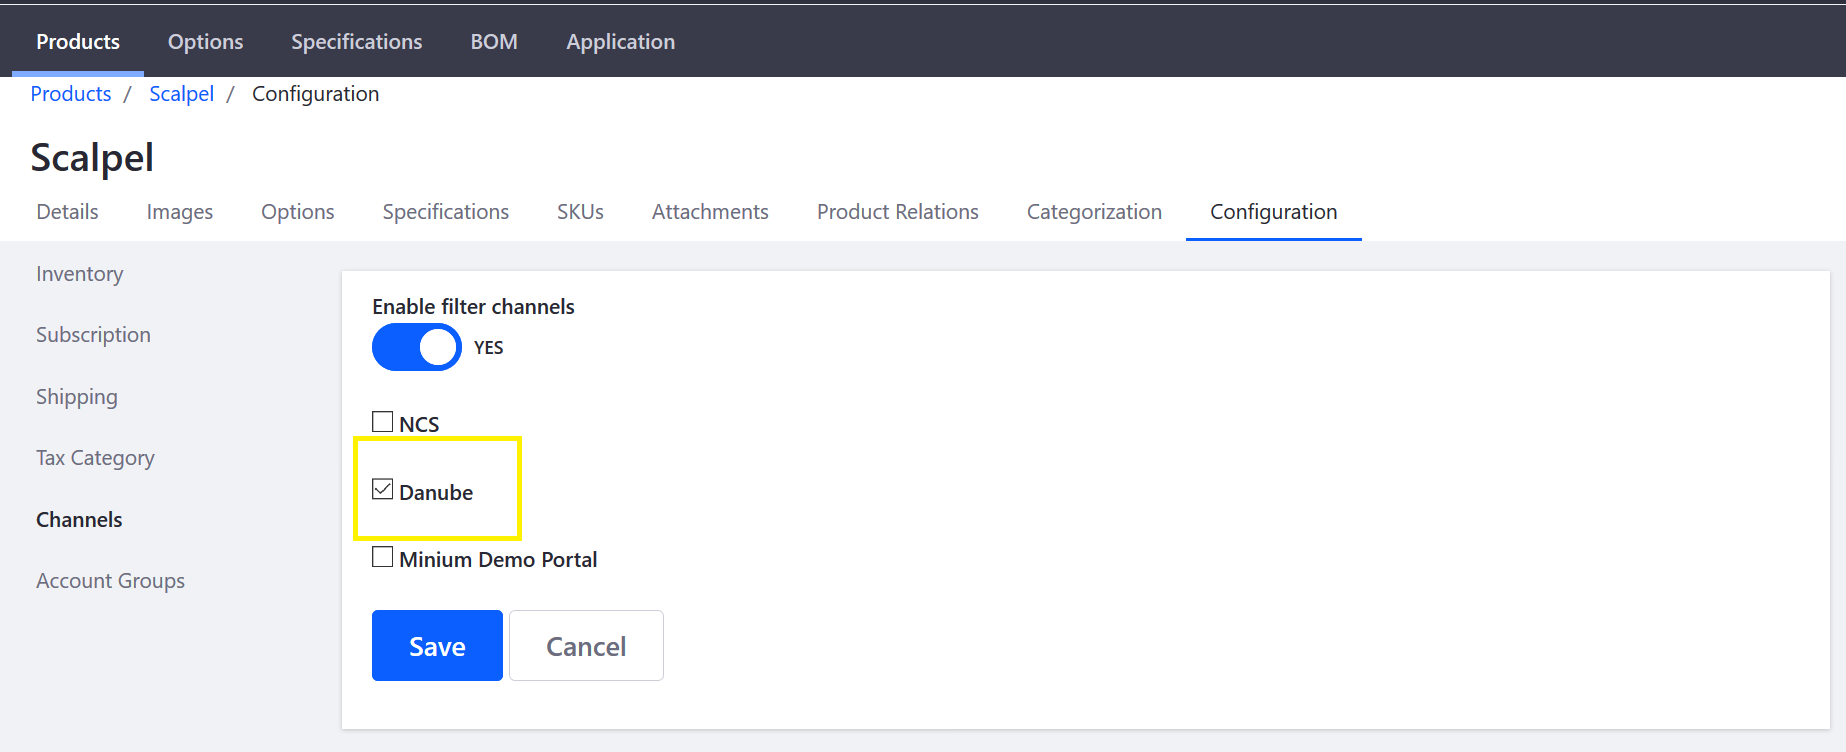 Products Options Specifications BOM Application
Products / Scalpel / Configuration
Scalpel
Details Images Options Specifications SKUs Attachments Product Relations Categorization Configuration
Inventory
Subscription
Shipping
Tax Category
Channels
Account Groups
Enable filter channels
YES
NCS
Danube
Minium Demo Portal
Save Cancel